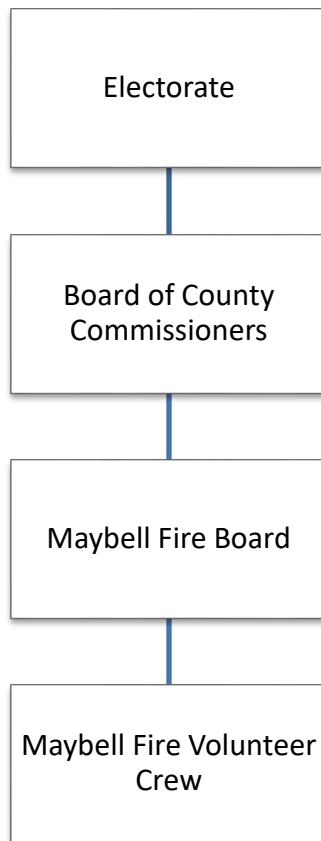 Electorate
Board of County
Commissioners
Maybell Fire Board
Maybell Fire Volunteer
Crew